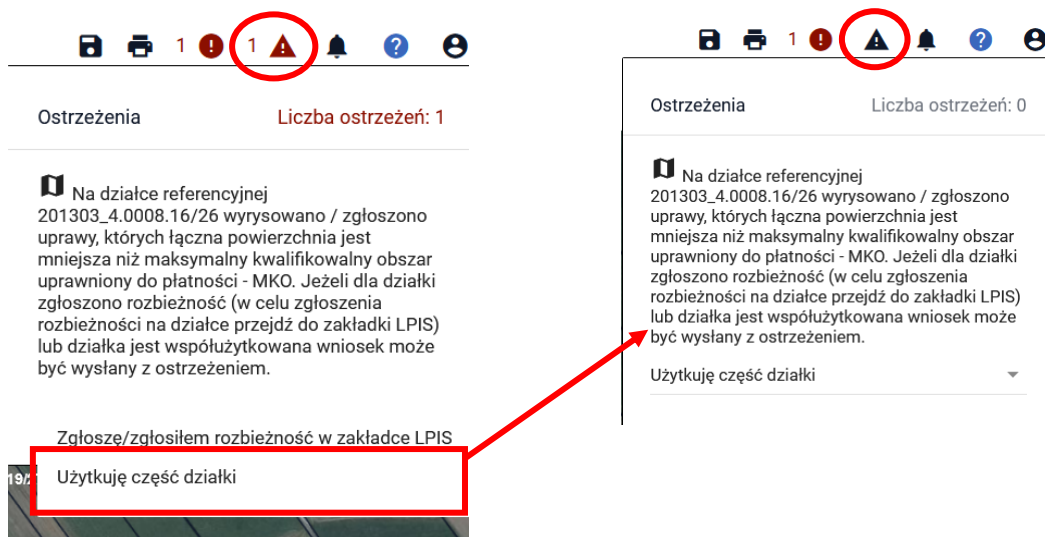 1 1
Ostrzeżenia Liczba ostrzeżeń: 1
Na działce referencyjnej
201303_4.0008.16/26 wyrysowano / zgłoszono
uprawy, których łączna powierzchnia jest
mniejsza niż maksymalny kwalifikowalny obszar
uprawniony do płatności - MKO. Jeżeli dla działki
zgłoszono rozbieżność (w celu zgłoszenia
rozbieżności na działce przejdź do zakładki LPIS)
lub działka jest współużytkowana wniosek może
być wysłany z ostrzeżeniem.
Zgłoszę/zgłosiłem rozbieżność w zakładce LPIS
Użytkuję część działki
1
Ostrzeżenia Liczba ostrzeżeń: 0
Na działce referencyjnej
201303_4.0008.16/26 wyrysowano / zgłoszono
uprawy, których łączna powierzchnia jest
mniejsza niż maksymalny kwalifikowalny obszar
uprawniony do płatności - MKO. Jeżeli dla działki
zgłoszono rozbieżność (w celu zgłoszenia
rozbieżności na działce przejdź do zakładki LPIS)
lub działka jest współużytkowana wniosek może
być wysłany z ostrzeżeniem.
Użytkuję część działki